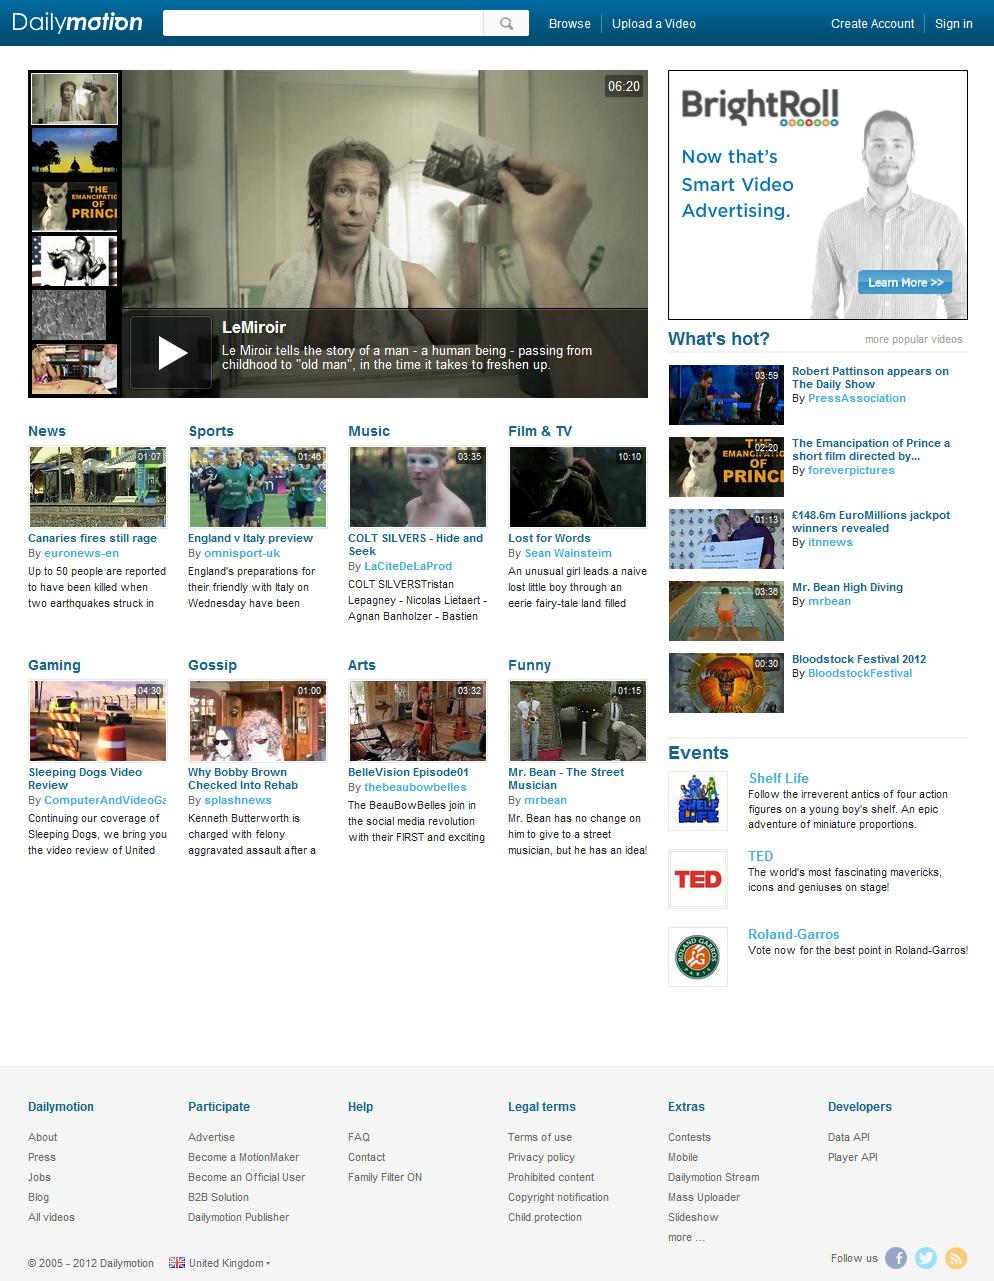 Dailymotion
Browse
Upload a Video
Create Account
Sign in
06:20
THE
EMANCIPATIC
OF
PRINC
LeMiroir
Le Miroir tells the story of a man - a human being - passing from
childhood to "old man", in the time it takes to freshen up.
BrightRoll
Now that's
Smart Video
Advertising.
Learn More >>
What's hot?
more popular videos
03:59
Robert Pattinson appears on
The Daily Show
By PressAssociation
02:20
THE
EMANCIPATI
OF
PRINC
The Emancipation of Prince a
short film directed by...
By foreverpictures
01:13
£148.6m EuroMillions jackpot
winners revealed
By itnnews
03:36
Mr. Bean High Diving
By mrbean
00:30
Bloodstock Festival 2012
By BloodstockFestival
News
01:07
Canaries fires still rage
By euronews-en
Up to 50 people are reported
to have been killed when
two earthquakes struck in
Sports
01:46
England v Italy preview
By omnisport-uk
England's preparations for
their friendly with Italy on
Wednesday have been
Music
03:35
COLT SILVERS - Hide and
Seek
By LaCiteDeLaProd
COLT SILVERSTristan
Lepagney - Nicolas Lietaert -
Agnan Banholzer - Bastien
Film & TV
10:10
Lost for Words
By Sean Wainsteim
An unusual girl leads a naive
lost little boy through an
eerie fairy-tale land filled
Gaming
04:30
Sleeping Dogs Video
Review
By ComputerAndVideoGa
Continuing our coverage of
Sleeping Dogs, we bring you
the video review of United
Gossip
01:00
Why Bobby Brown
Checked Into Rehab
By splashnews
Kenneth Butterworth is
charged with felony
aggravated assault after a
Arts
03:32
BelleVision Episode01
By thebeaubowbelles
The BeauBowBelles join in
the social media revolution
with their FIRST and exciting
Funny
01:15
Mr. Bean - The Street
Musician
By mrbean
Mr. Bean has no change on
him to give to a street
musician, but he has an idea!
Events
SHELF
LIFE
Shelf Life
Follow the irreverent antics of four action
figures on a young boy's shelf. An epic
adventure of miniature proportions.
TED
TED
The world's most fascinating mavericks,
icons and geniuses on stage!
ROLAND GARROS
PARIS
Roland-Garros
Vote now for the best point in Roland-Garros!
Dailymotion
About
Press
Jobs
Blog
All videos
Participate
Advertise
Become a MotionMaker
Become an Official User
B2B Solution
Dailymotion Publisher
Help
FAQ
Contact
Family Filter ON
Legal terms
Terms of use
Privacy policy
Prohibited content
Copyright notification
Child protection
Extras
Contests
Mobile
Dailymotion Stream
Mass Uploader
Slideshow
more ...
Developers
Data API
Player API
© 2005 - 2012 Dailymotion
United Kingdom
Follow us